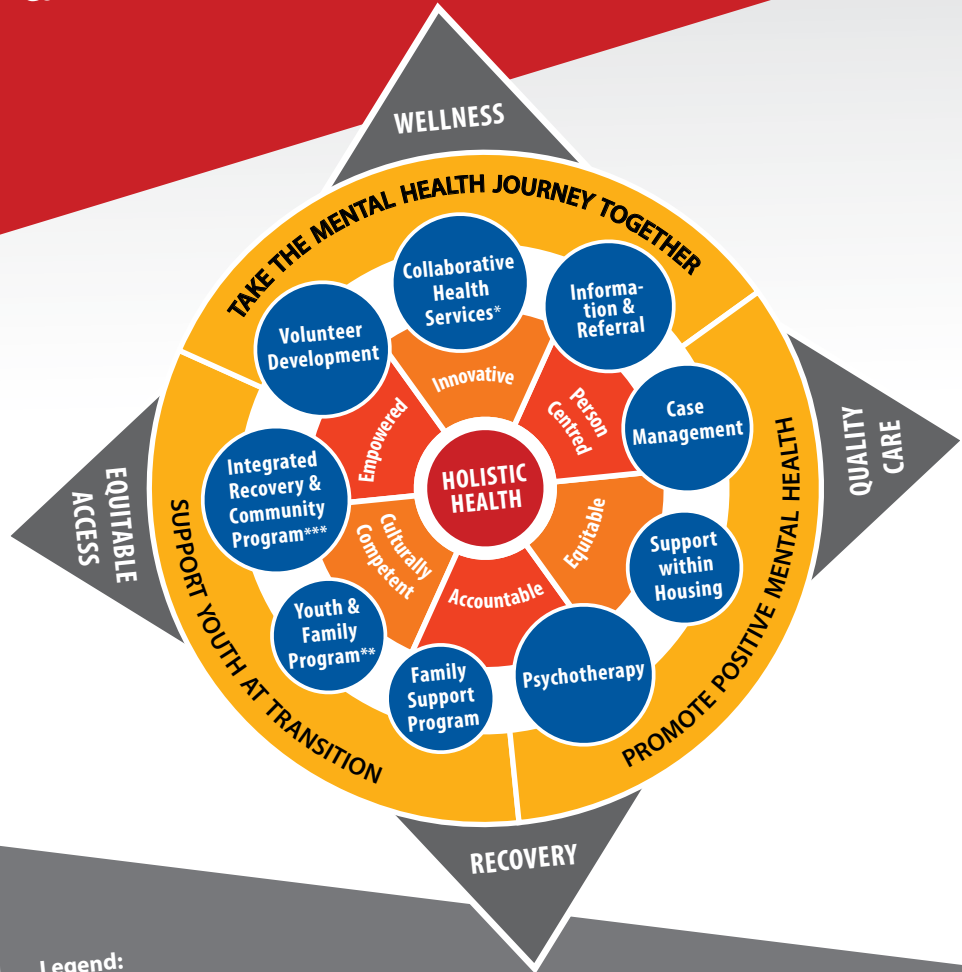 WELLNESS
TAKE THE MENTAL HEALTH JOURNEY TOGETHER
Collaborative
Health
Services*
Informa-
tion &
Referral
Volunteer
Development
Innovative
Person
Centred
Case
Management
Empowered
QUALITY
CARE
Integrated
Recovery &
Community
Program***
HOLISTIC
HEALTH
EQUITABLE
ACCESS
Culturally
Competent
Equitable
Support
within
Housing
Accountable
Youth &
Family
Program**
Family
Support
Program
Psychotherapy
SUPPORT YOUTH AT TRANSITION
PROMOTE POSITIVE MENTAL HEALTH
RECOVERY
Legend: